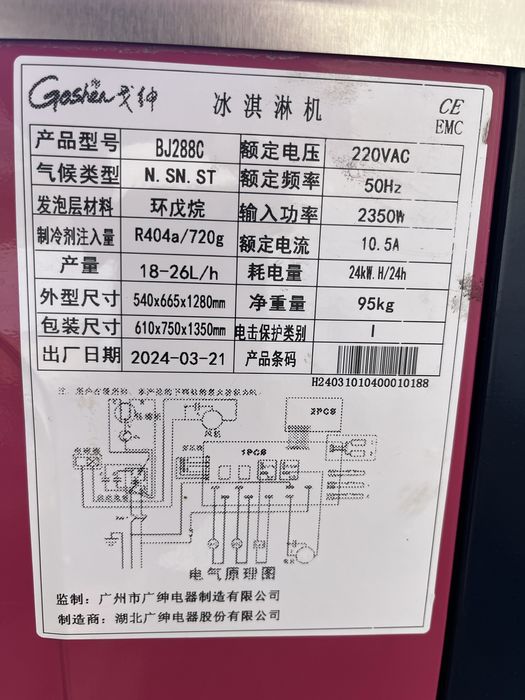 Goshen 戈绅 冰淇淋机 CE
EMC
产品型号 BJ288C 额定电压 220VAC
气候类型 N.SN.ST 额定频率 50Hz
发泡层材料 环戊烷 输入功率 2350W
制冷剂注入量 R404a/720g 额定电流 10.5A
产量 18-26L/h 耗电量 24kW.H/24h
外型尺寸 540x665x1280mm 净重量 95kg
包装尺寸 610x750x1350mm 电击保护类别 I
出厂日期 2024-03-21 产品条码
H24031010400010188
2PCS
风机
1PCS
电气原理图
监制：广州市广绅电器制造有限公司
制造商：湖北广绅电器股份有限公司